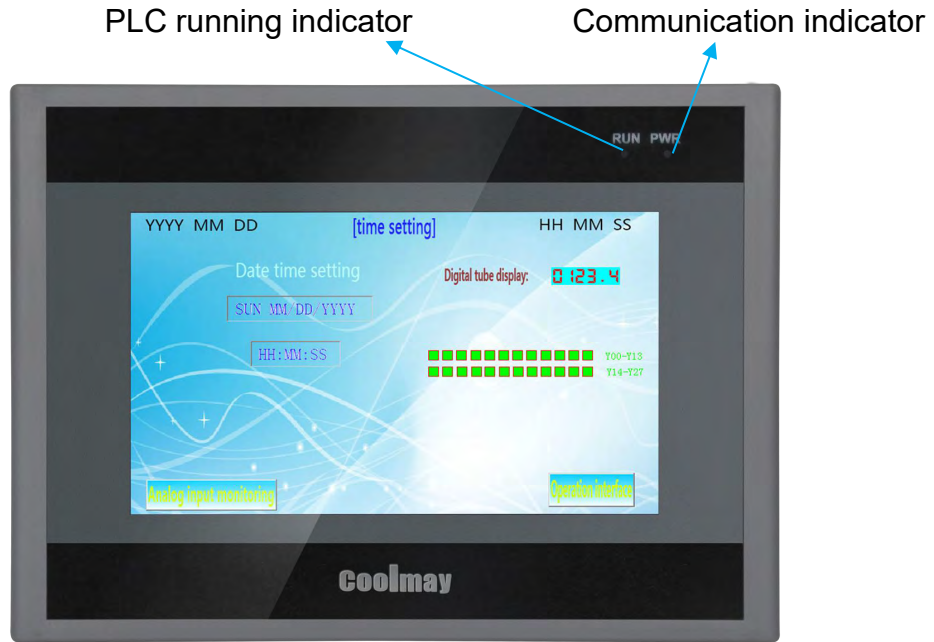 PLC running indicator
Communication indicator
RUN PWR
YYYY MM DD
[time setting]
HH MM SS
Date time setting
Digital tube display:
0123.4
SUN MM/DD/YYYY
HH:MM:SS
Y00-Y13
Y14-Y27
Analog input monitoring
Operation interface
Coolmay